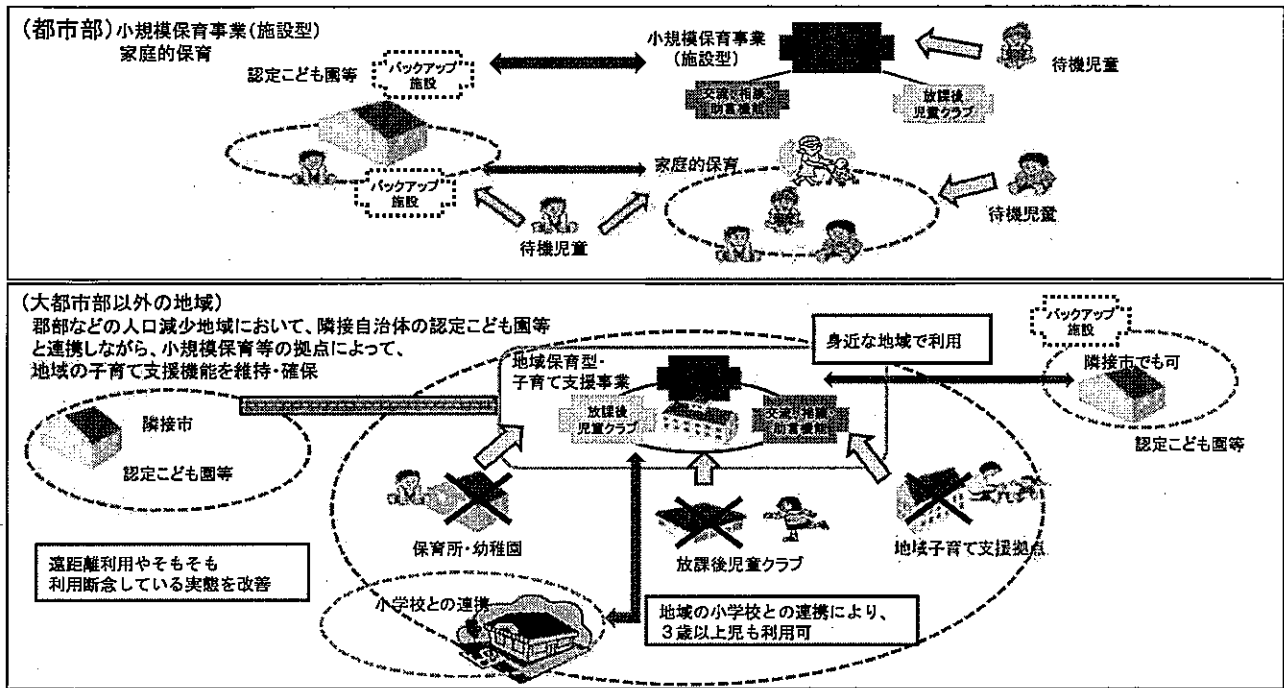 (都市部)小規模保育事業(施設型)
家庭的保育
認定こども園等
バックアップ
施設
小規模保育事業
(施設型)
交流・相談・
助言機能
放課後
児童クラブ
待機児童
バックアップ
施設
待機児童
家庭的保育
待機児童
(大都市部以外の地域)
郡部などの人口減少地域において、隣接自治体の認定こども園等
と連携しながら、小規模保育等の拠点によって、
地域の子育て支援機能を維持・確保
隣接市
認定こども園等
地域保育型・
子育て支援事業
放課後
児童クラブ
交流・相談・
助言機能
身近な地域で利用
バックアップ
施設
隣接市でも可
認定こども園等
保育所・幼稚園
放課後児童クラブ
地域子育て支援拠点
遠距離利用やそもそも
利用断念している実態を改善
小学校との連携
地域の小学校との連携により、
3歳以上児も利用可